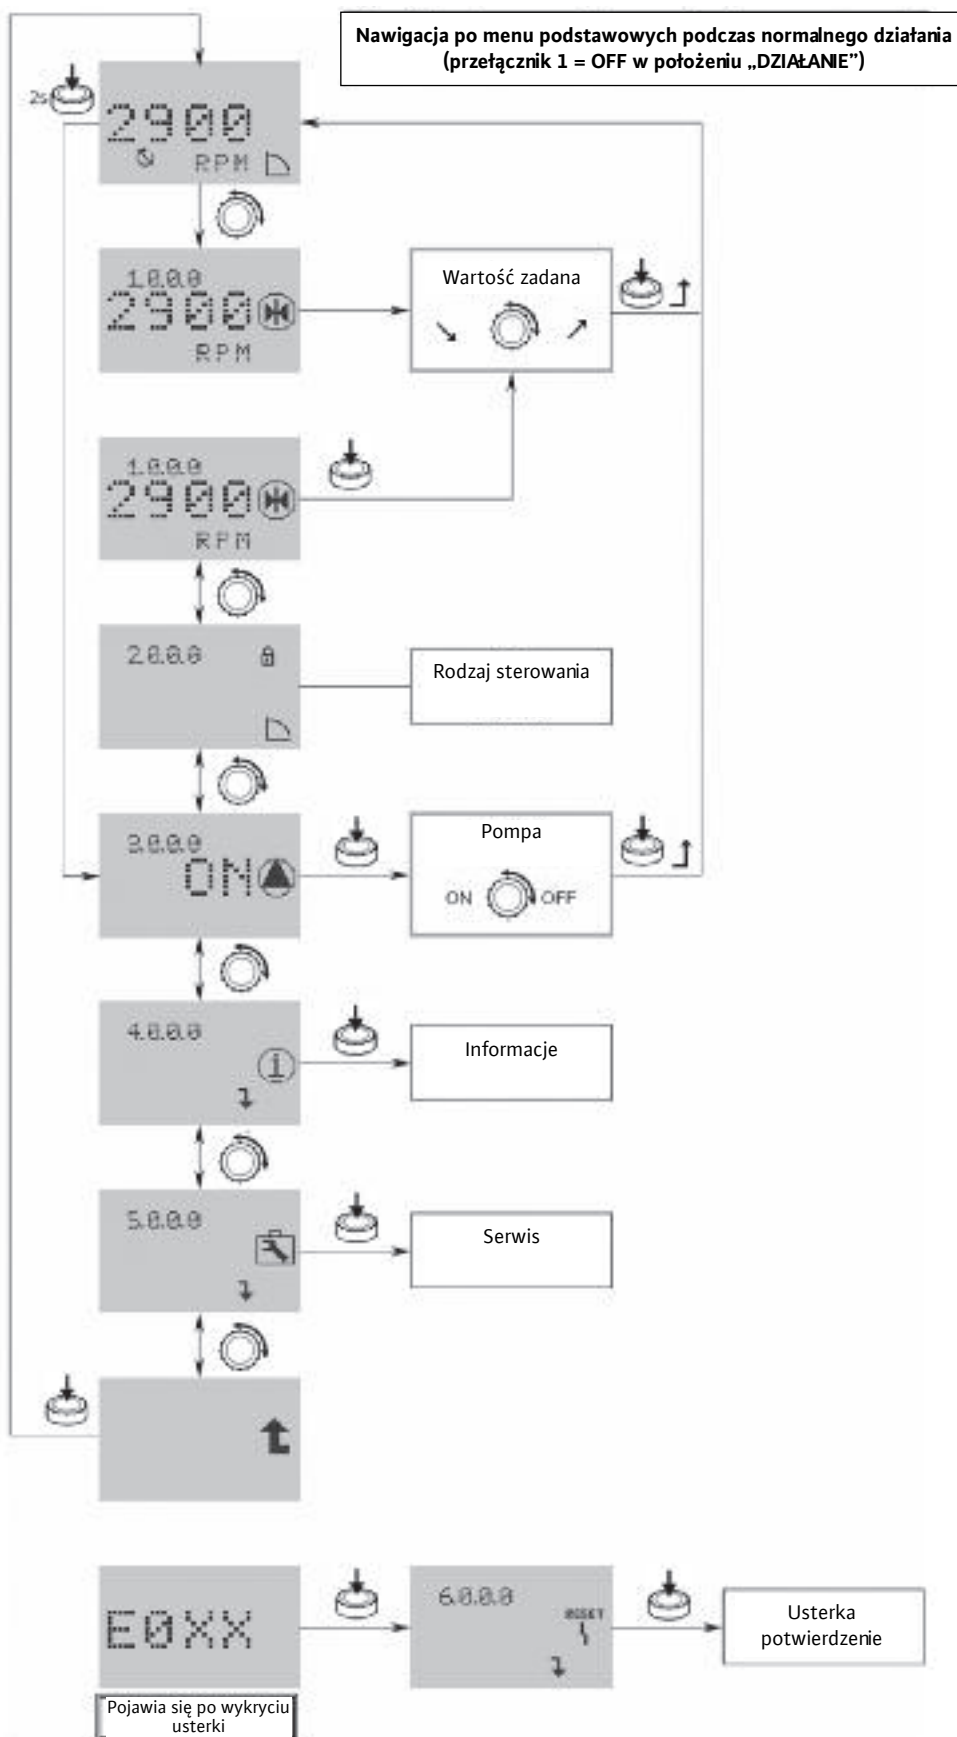 Nawigacja po menu podstawowych podczas normalnego działania
(przełącznik 1 = OFF w położeniu „DZIAŁANIE”)
2s
2900
RPM
1.0.0.0
2900
RPM
Wartość zadana
1.0.0.0
2900
RPM
2.0.0.0
Rodzaj sterowania
3.0.0.0
ON
Pompa
ON OFF
4.0.0.0
i
Informacje
5.0.0.0
Serwis
E0XX
6.0.0.0
RESET
Usterka
potwierdzenie
Pojawia się po wykryciu
usterki